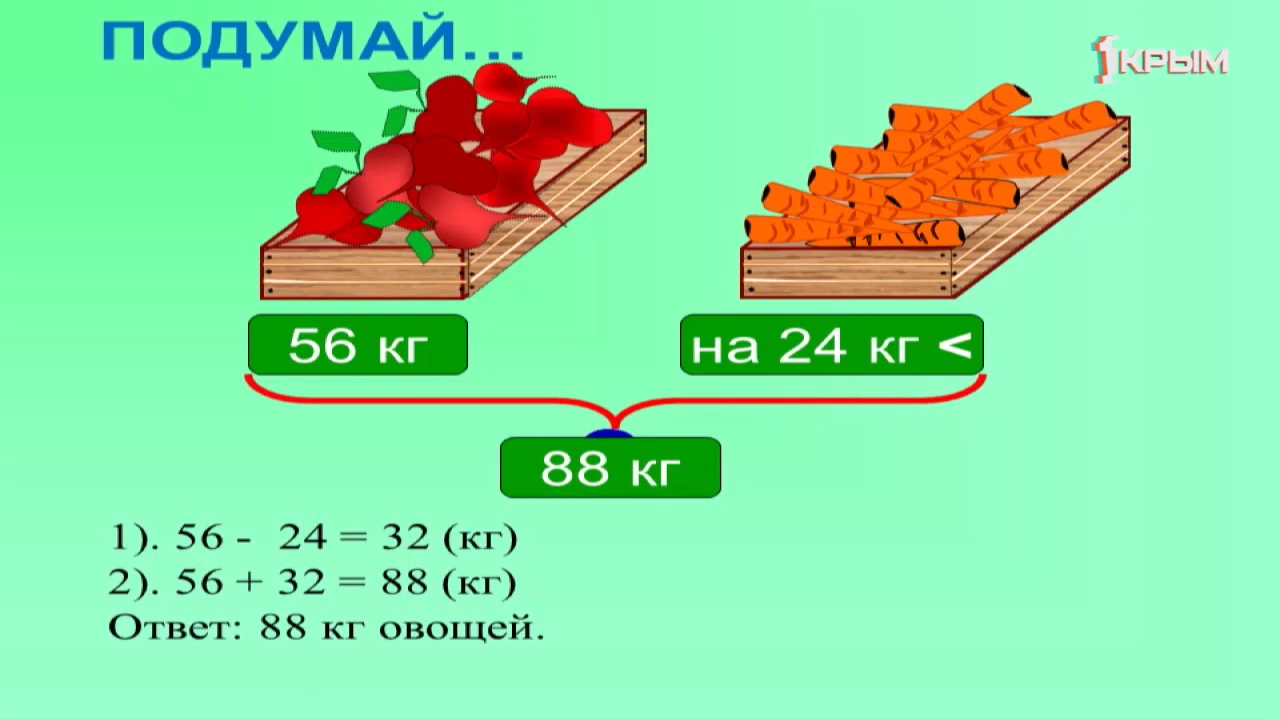 ПОДУМАЙ...
1КРЫМ
56 кг
на 24 кг <
88 кг
1). 56 -  24 = 32 (кг)
2). 56 + 32 = 88 (кг)
Ответ: 88 кг овощей.